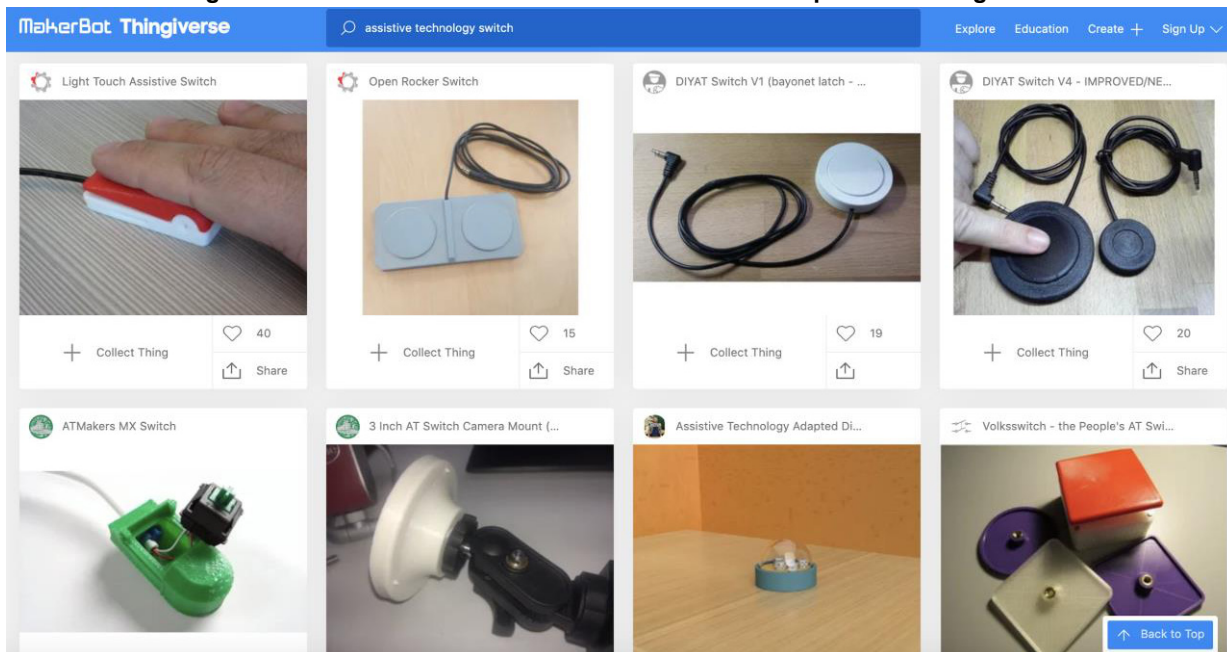 MakerBot Thingiverse
assistive technology switch
Explore Education Create + Sign Up
Light Touch Assistive Switch
Open Rocker Switch
DIYAT Switch V1 (bayonet latch - ...
DIYAT Switch V4 - IMPROVED/NE...
+ Collect Thing
40
Share
+ Collect Thing
15
Share
+ Collect Thing
19
+ Collect Thing
20
Share
ATMakers MX Switch
3 Inch AT Switch Camera Mount (...
Assistive Technology Adapted Di...
Volksswitch - the People's AT Swi...
Back to Top